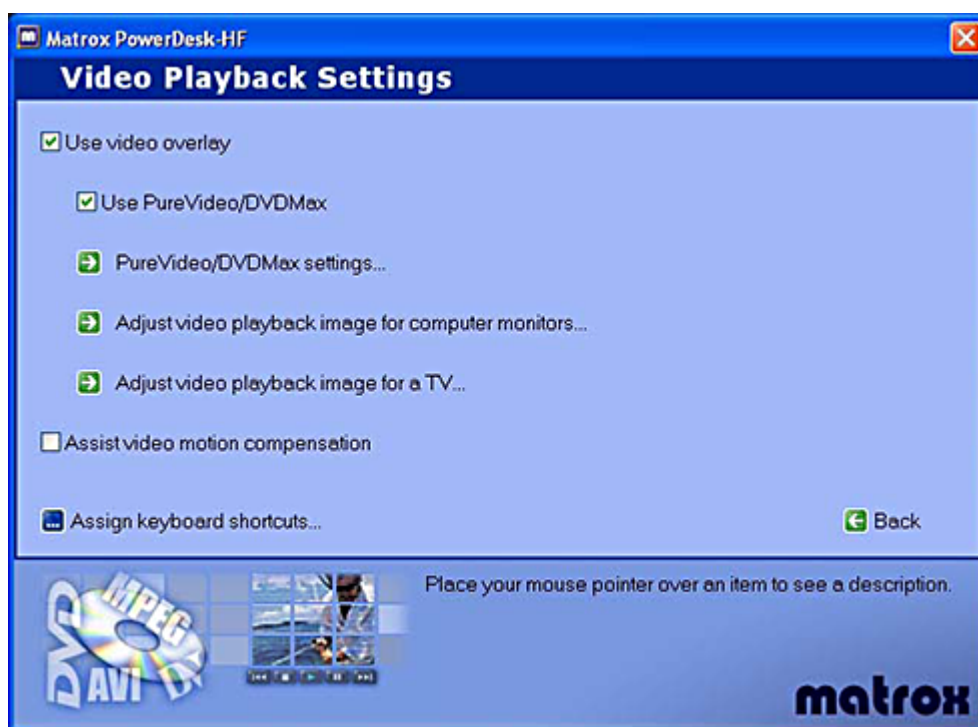 Matrox PowerDesk-HF
Video Playback Settings
Use video overlay
Use PureVideo/DVDMax
PureVideo/DVDMax settings...
Adjust video playback image for computer monitors...
Adjust video playback image for a TV...
Assist video motion compensation
Assign keyboard shortcuts...
Back
Place your mouse pointer over an item to see a description.
DVD
MPEG
AVI
matrox